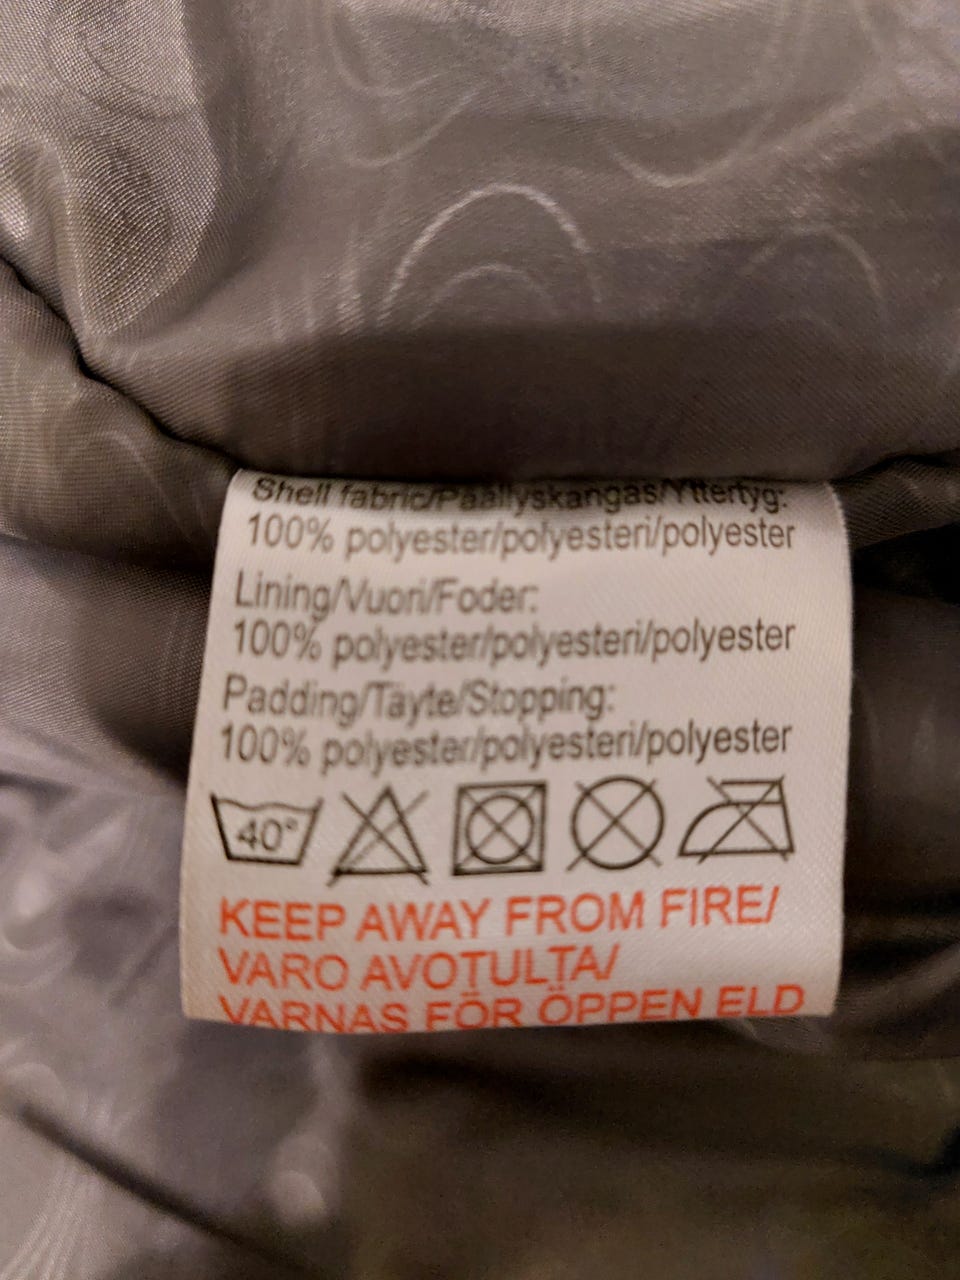 Shell fabric/Päällyskangas/Yttertyg:
100% polyester/polyesteri/polyester
Lining/Vuori/Foder:
100% polyester/polyesteri/polyester
Padding/Täyte/Stopping:
100% polyester/polyesteri/polyester
40°
KEEP AWAY FROM FIRE/
VARO AVOTULTA/
VARNAS FÖR ÖPPEN ELD